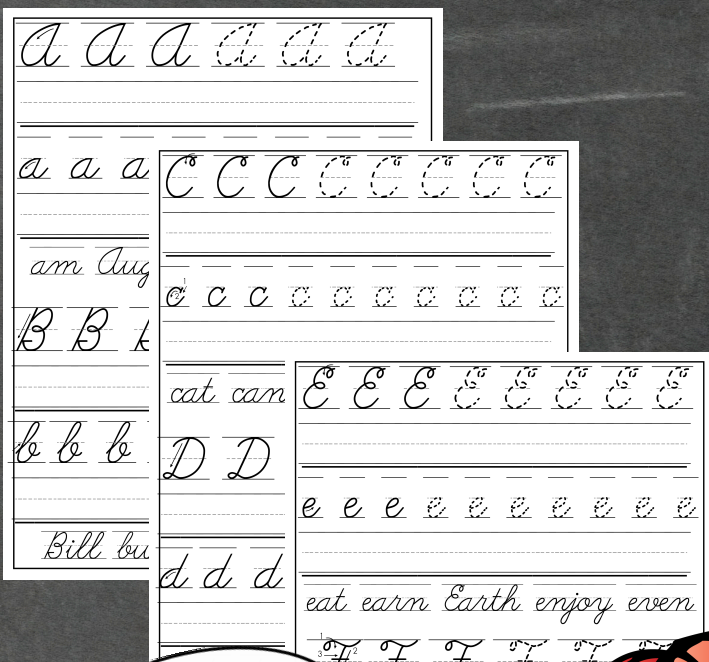 A A A A A A
a a a
am Aug
B B
b b b
Bill bu
C C C C C C C C
c c c c c c c c c c
cat can
D D
d d d
E E E E E E E E
e e e e e e e e e e
eat earn Earth enjoy even
F F F F F F